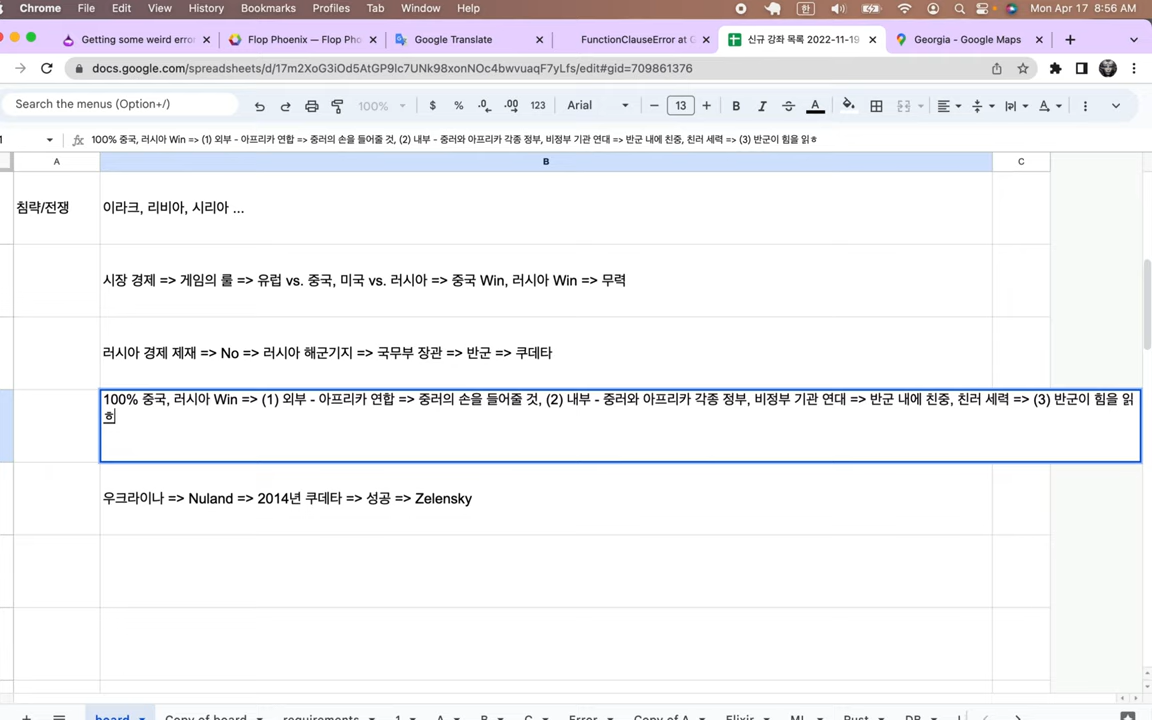 Chrome File Edit View History Bookmarks Profiles Tab Window Help 한 Mon Apr 17 8:56 AM
Getting some weird erro Flop Phoenix — Flop Pho Google Translate FunctionClauseError at G 신규 강좌 목록 2022-11-19 Georgia - Google Maps
docs.google.com/spreadsheets/d/17m2XoG3iOd5AtGP9lc7UNk98xonNOc4bwvuaqF7yLfs/edit#gid=709861376
Search the menus (Option+/) 100% $ % .0 .00 123 Arial 13 B I S A
fx 100% 중국, 러시아 Win => (1) 외부 - 아프리카 연합 => 중러의 손을 들어줄 것, (2) 내부 - 중러와 아프리카 각종 정부, 비정부 기관 연대 => 반군 내에 친중, 친러 세력 => (3) 반군이 힘을 읽ㅎ
A B C
침략/전쟁 이라크, 리비아, 시리아 ...
시장 경제 => 게임의 룰 => 유럽 vs. 중국, 미국 vs. 러시아 => 중국 Win, 러시아 Win => 무력
러시아 경제 제재 => No => 러시아 해군기지 => 국무부 장관 => 반군 => 쿠데타
100% 중국, 러시아 Win => (1) 외부 - 아프리카 연합 => 중러의 손을 들어줄 것, (2) 내부 - 중러와 아프리카 각종 정부, 비정부 기관 연대 => 반군 내에 친중, 친러 세력 => (3) 반군이 힘을 읽
ㅎ
우크라이나 => Nuland => 2014년 쿠데타 => 성공 => Zelensky
board Copy of board requirements 1 A B C Error Copy of A Elixir ML Rust DB